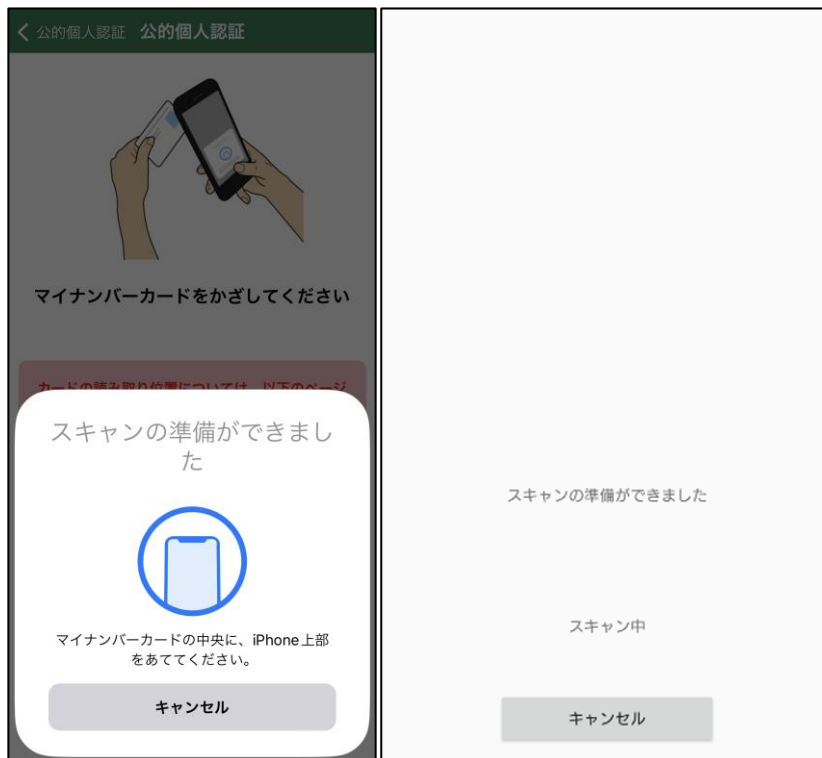 公的個人認証 公的個人認証
マイナンバーカードをかざしてください
カードの読み取り位置については、以下のページ
スキャンの準備ができまし
た
マイナンバーカードの中央に、iPhone上部
をあててください。
キャンセル
スキャンの準備ができました
スキャン中
キャンセル